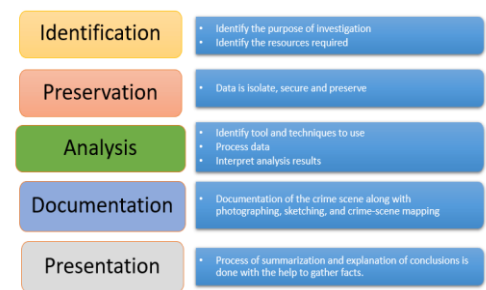 Identification
• Identify the purpose of investigation
• Identify the resources required
Preservation
• Data is isolate, secure and preserve
Analysis
• Identify tool and techniques to use
• Process data
• Interpret analysis results
Documentation
• Documentation of the crime scene along with
photographing, sketching, and crime-scene mapping
Presentation
• Process of summarization and explanation of conclusions is
done with the help to gather facts.